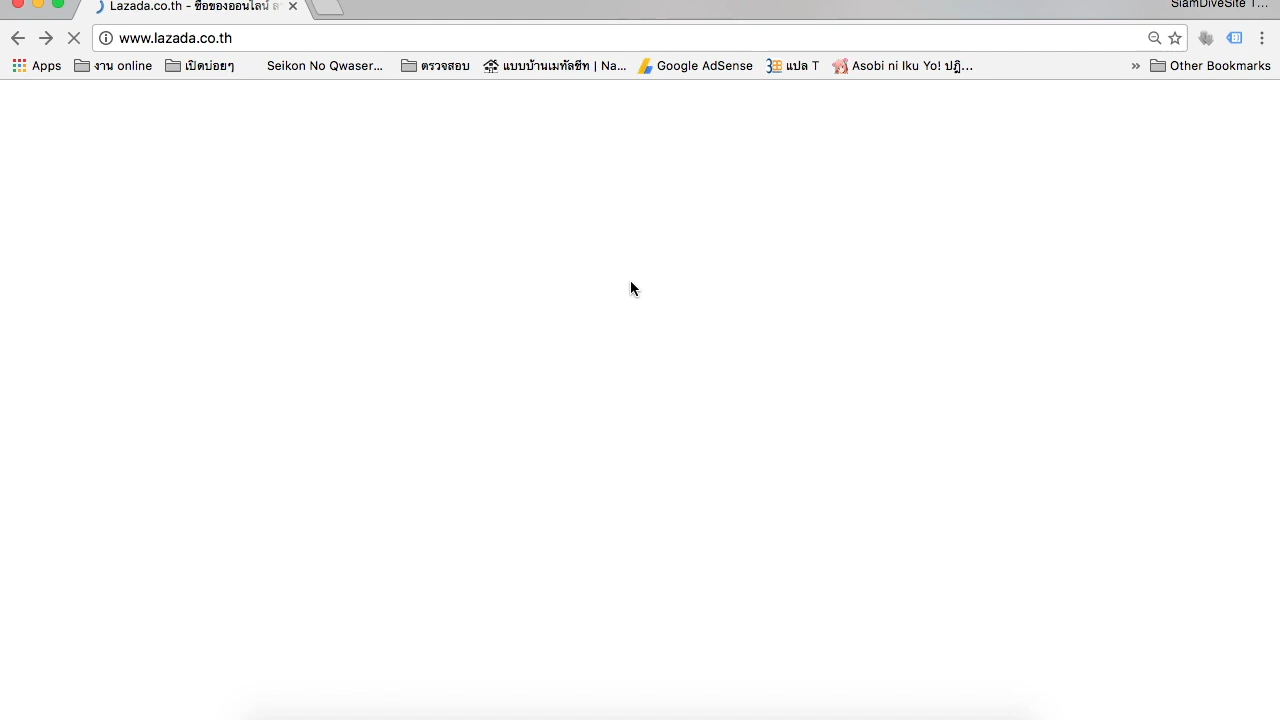 SiamDiveSite T...
Lazada.co.th - ซื้อของออนไลน์
www.lazada.co.th
Apps งาน online เปิดบ่อยๆ Seikon No Qwaser... ตรวจสอบ แบบบ้านเมทัลชีท | Na... Google AdSense แปล T Asobi ni Iku Yo! ปฏิ... » Other Bookmarks